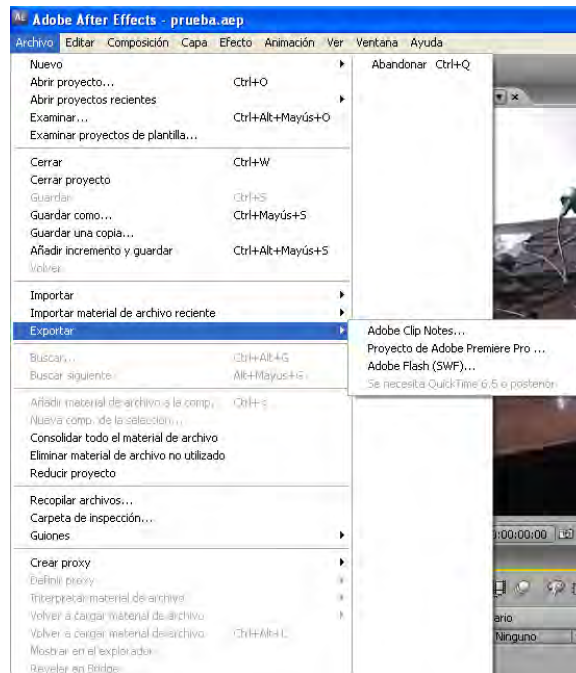 Adobe After Effects - prueba.aep
Archivo Editar Composición Capa Efecto Animación Ver Ventana Ayuda
Nuevo
Abandonar Ctrl+Q
Abrir proyecto... Ctrl+O
Abrir proyectos recientes
Examinar... Ctrl+Alt+Mayús+O
Examinar proyectos de plantilla...
Cerrar Ctrl+W
Cerrar proyecto
Guardar Ctrl+S
Guardar como... Ctrl+Mayús+S
Guardar una copia...
Añadir incremento y guardar Ctrl+Alt+Mayús+S
Volver
Importar
Importar material de archivo reciente
Exportar
Adobe Clip Notes...
Proyecto de Adobe Premiere Pro ...
Adobe Flash (SWF)...
Se necesita QuickTime 6.5 o posterior
Buscar... Ctrl+Alt+G
Buscar siguiente Alt+Mayús+G
Añadir material de archivo a la comp.
Nueva comp. de la selección...
Consolidar todo el material de archivo
Eliminar material de archivo no utilizado
Reducir proyecto
Recopilar archivos...
Carpeta de inspección...
Guiones
:00:00:00
Crear proxy
Definir proxy
Interpretar material de archivo
Volver a cargar material de archivo
ario
Volver a cargar material de archivo Ctrl+Alt+L
Ninguno
Mostrar en el explorador
Revelar en Bridge